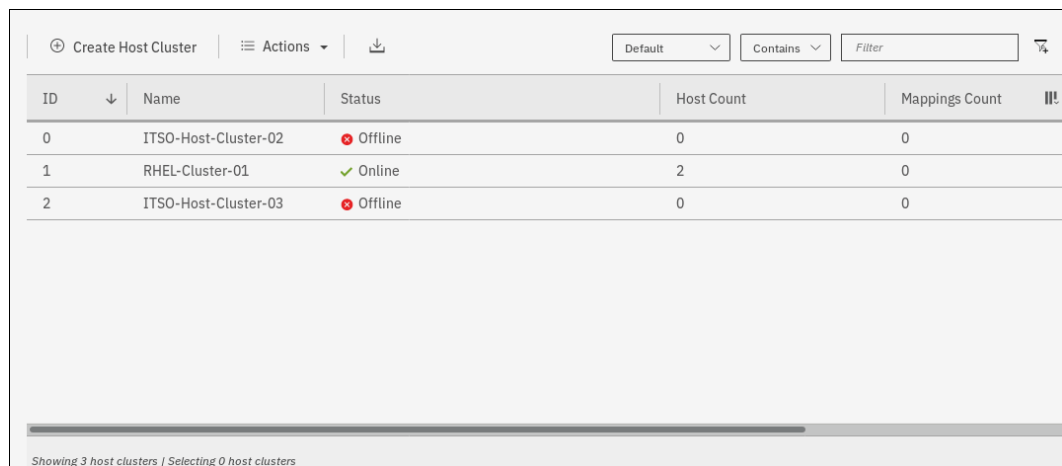 Create Host Cluster Actions Default Contains Filter
ID Name Status Host Count Mappings Count
0 ITSO-Host-Cluster-02 Offline 0 0
1 RHEL-Cluster-01 Online 2 0
2 ITSO-Host-Cluster-03 Offline 0 0
Showing 3 host clusters | Selecting 0 host clusters